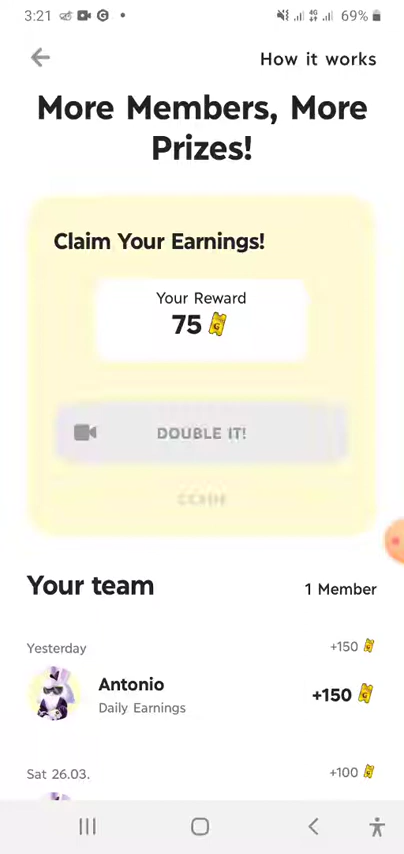 3:21
4G
69%
How it works
More Members, More
Prizes!
Claim Your Earnings!
Your Reward
75
DOUBLE IT!
Your team
1 Member
Yesterday
+150
Antonio
+150
Daily Earnings
Sat 26.03.
+100